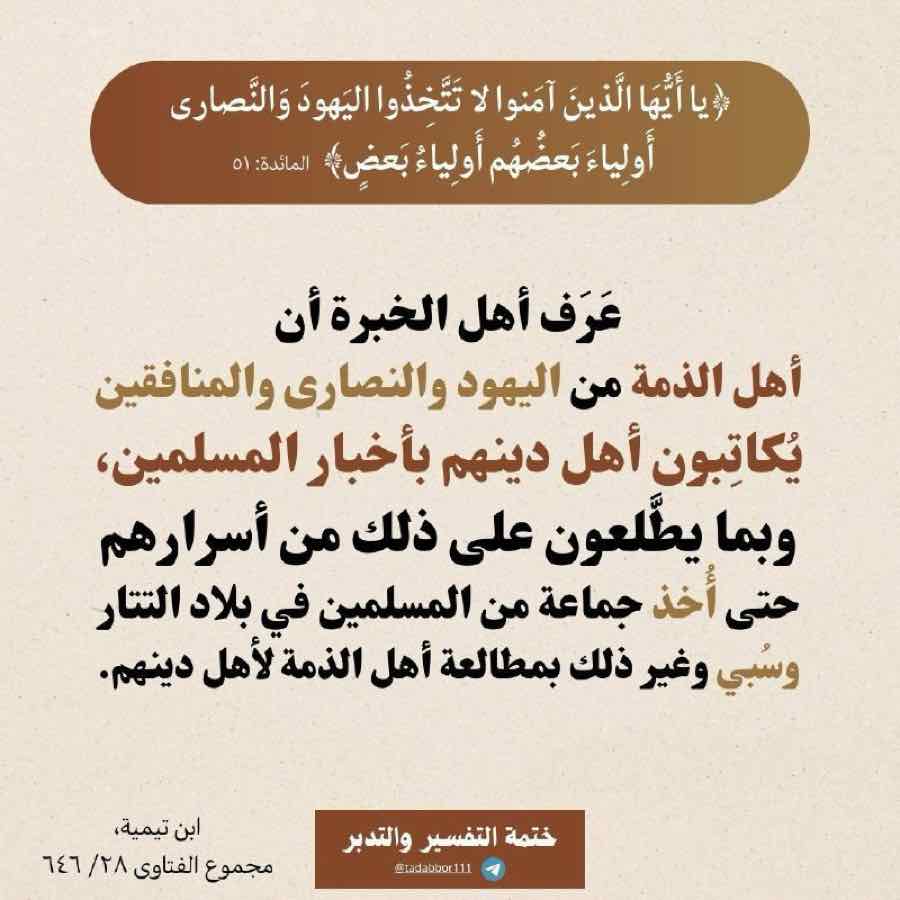 ﴿يا أَيُّهَا الَّذينَ آمَنوا لا تَتَّخِذُوا اليَهودَ وَالنَّصارى
أَولِياءَ بَعضُهُم أَولِياءُ بَعضٍ﴾ المائدة: ٥١
عَرَف أهل الخبرة أن
أهل الذمة من اليهود والنصارى والمنافقين
يُكاتِبون أهل دينهم بأخبار المسلمين،
وبما يطَّلعون على ذلك من أسرارهم
حتى أُخذ جماعة من المسلمين في بلاد التتار
وسُبي وغير ذلك بمطالعة أهل الذمة لأهل دينهم.
ختمة التفسير والتدبر
@tadabbor111
ابن تيمية،
مجموع الفتاوى ٢٨/ ٦٤٦